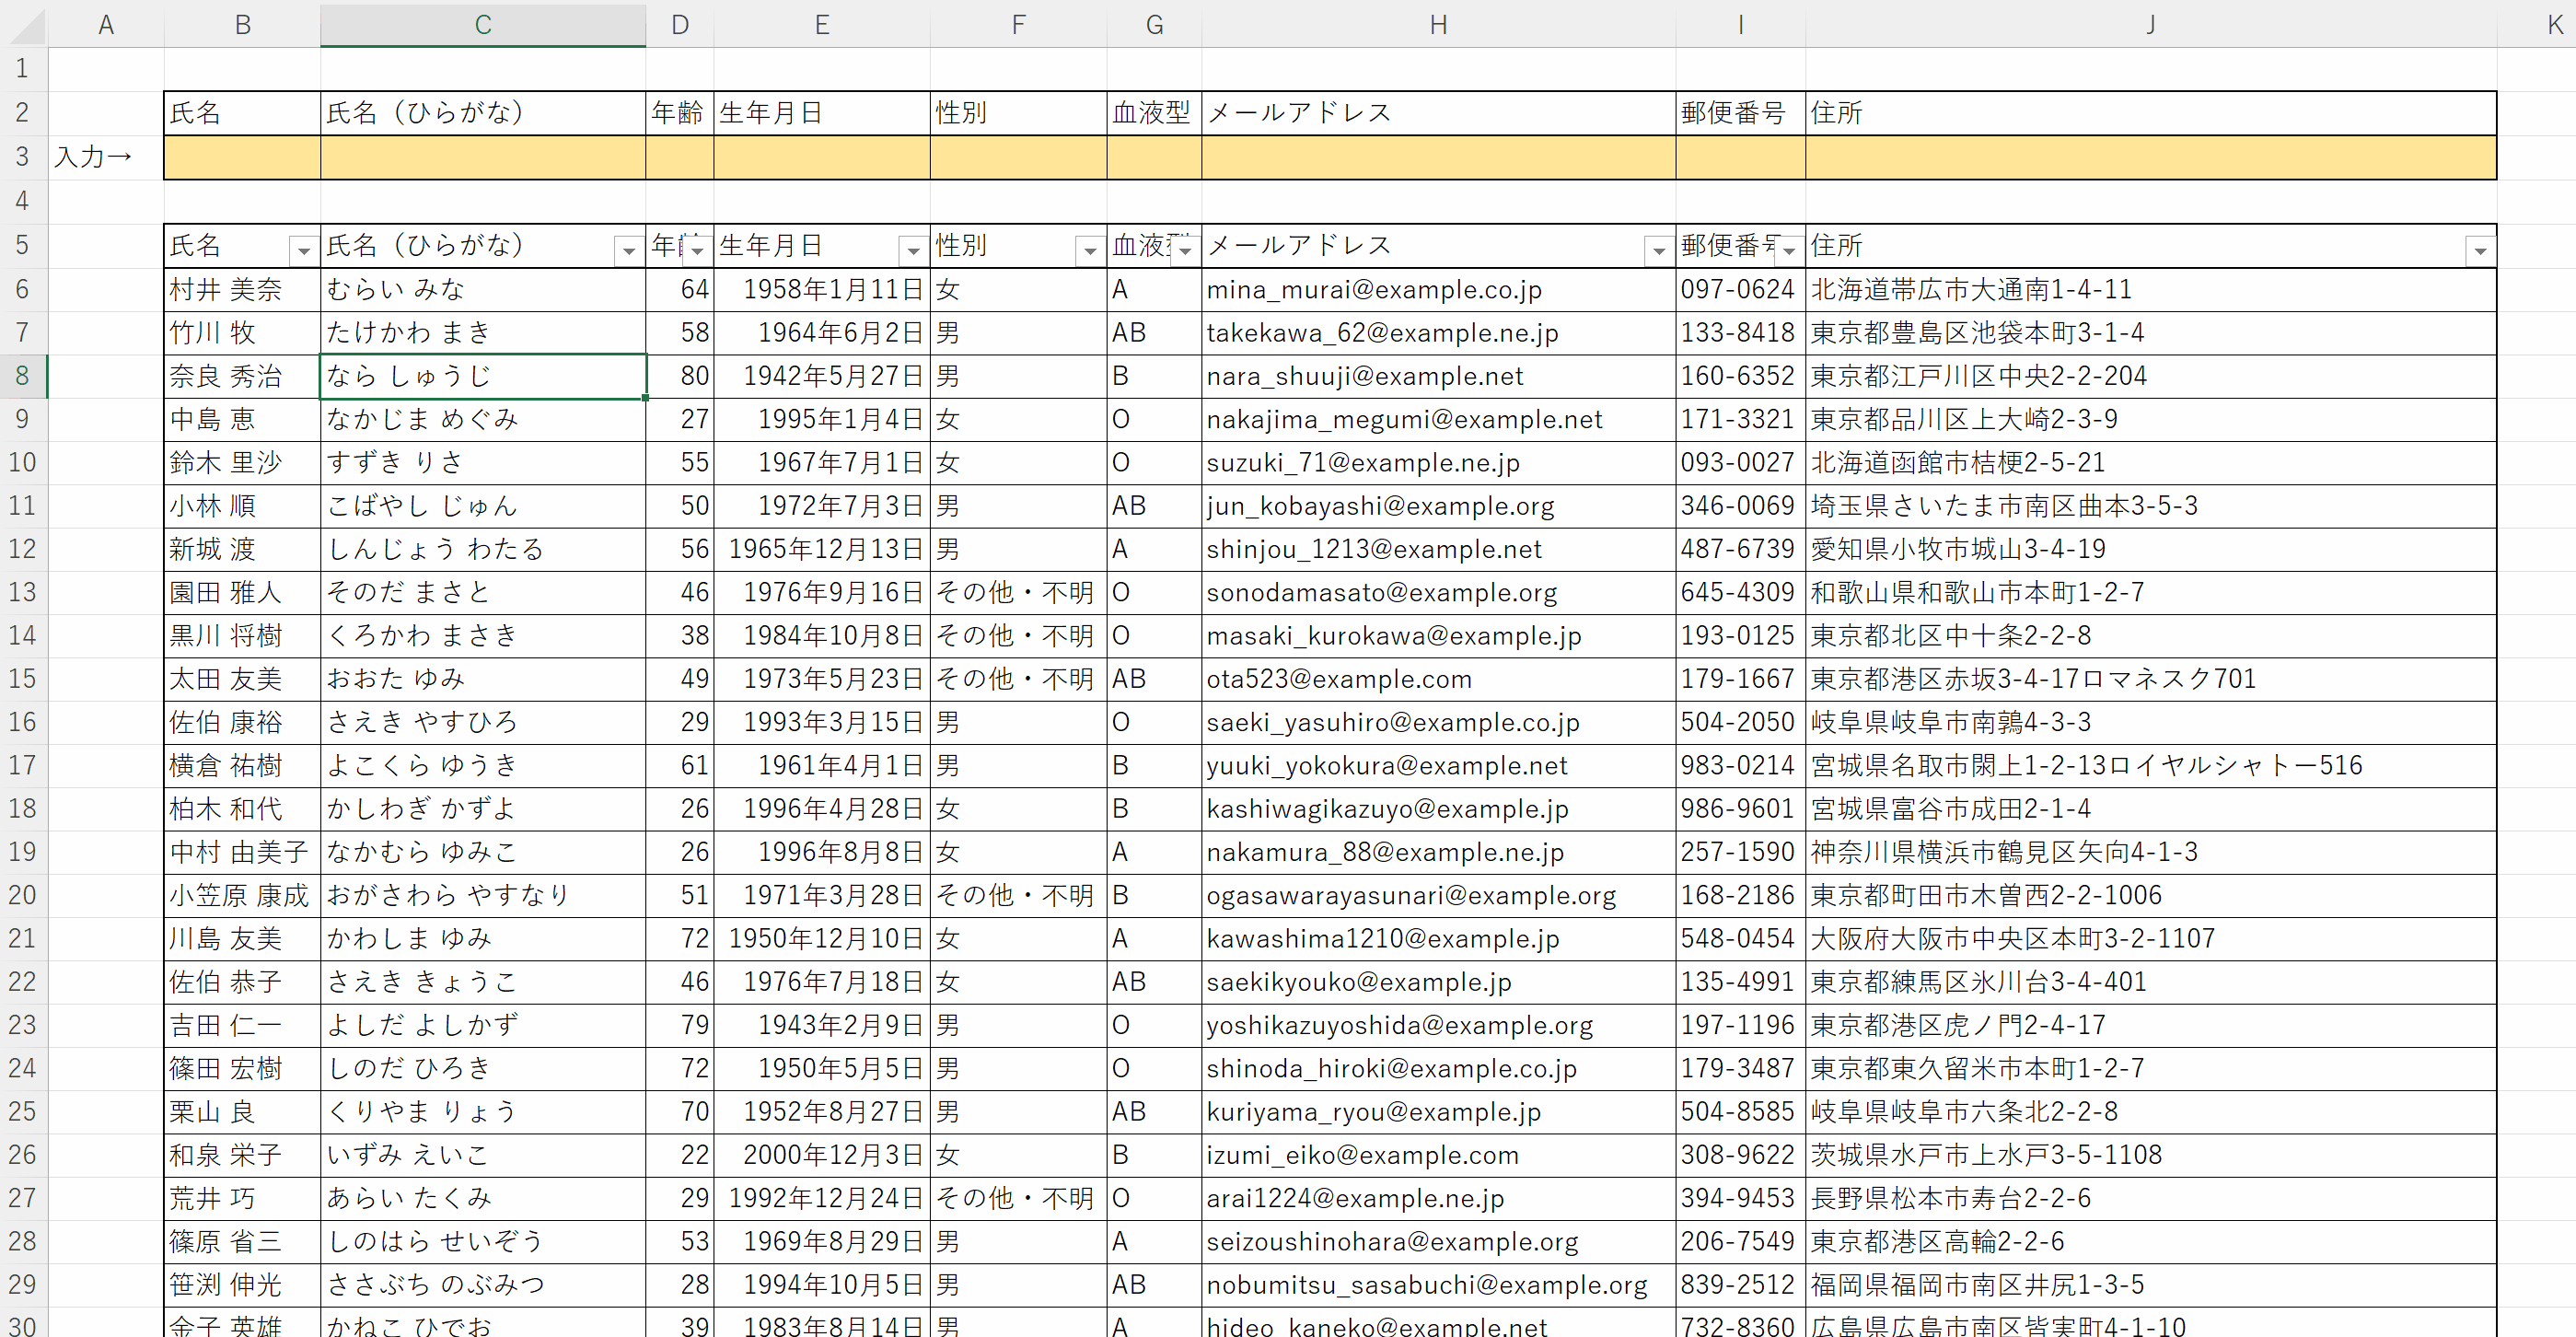 A B C D E F G H I J K
1
2 氏名 氏名（ひらがな） 年齢 生年月日 性別 血液型 メールアドレス 郵便番号 住所
3 入力→
4
5 氏名 氏名（ひらがな） 年齢 生年月日 性別 血液型 メールアドレス 郵便番号 住所
6 村井 美奈 むらい みな 64 1958年1月11日 女 A mina_murai@example.co.jp 097-0624 北海道帯広市大通南1-4-11
7 竹川 牧 たけかわ まき 58 1964年6月2日 男 AB takekawa_62@example.ne.jp 133-8418 東京都豊島区池袋本町3-1-4
8 奈良 秀治 なら しゅうじ 80 1942年5月27日 男 B nara_shuuji@example.net 160-6352 東京都江戸川区中央2-2-204
9 中島 恵 なかじま めぐみ 27 1995年1月4日 女 O nakajima_megumi@example.net 171-3321 東京都品川区上大崎2-3-9
10 鈴木 里沙 すずき りさ 55 1967年7月1日 女 O suzuki_71@example.ne.jp 093-0027 北海道函館市桔梗2-5-21
11 小林 順 こばやし じゅん 50 1972年7月3日 男 AB jun_kobayashi@example.org 346-0069 埼玉県さいたま市南区曲本3-5-3
12 新城 渡 しんじょう わたる 56 1965年12月13日 男 A shinjou_1213@example.net 487-6739 愛知県小牧市城山3-4-19
13 園田 雅人 そのだ まさと 46 1976年9月16日 その他・不明 O sonodamasato@example.org 645-4309 和歌山県和歌山市本町1-2-7
14 黒川 将樹 くろかわ まさき 38 1984年10月8日 その他・不明 O masaki_kurokawa@example.jp 193-0125 東京都北区中十条2-2-8
15 太田 友美 おおた ゆみ 49 1973年5月23日 その他・不明 AB ota523@example.com 179-1667 東京都港区赤坂3-4-17ロマネスク701
16 佐伯 康裕 さえき やすひろ 29 1993年3月15日 男 O saeki_yasuhiro@example.co.jp 504-2050 岐阜県岐阜市南鶉4-3-3
17 横倉 祐樹 よこくら ゆうき 61 1961年4月1日 男 B yuuki_yokokura@example.net 983-0214 宮城県名取市閖上1-2-13ロイヤルシャトー516
18 柏木 和代 かしわぎ かずよ 26 1996年4月28日 女 B kashiwagikazuyo@example.jp 986-9601 宮城県富谷市成田2-1-4
19 中村 由美子 なかむら ゆみこ 26 1996年8月8日 女 A nakamura_88@example.ne.jp 257-1590 神奈川県横浜市鶴見区矢向4-1-3
20 小笠原 康成 おがさわら やすなり 51 1971年3月28日 その他・不明 B ogasawarayasunari@example.org 168-2186 東京都町田市木曽西2-2-1006
21 川島 友美 かわしま ゆみ 72 1950年12月10日 女 A kawashima1210@example.jp 548-0454 大阪府大阪市中央区本町3-2-1107
22 佐伯 恭子 さえき きょうこ 46 1976年7月18日 女 AB saekikyouko@example.jp 135-4991 東京都練馬区氷川台3-4-401
23 吉田 仁一 よしだ よしかず 79 1943年2月9日 男 O yoshikazuyoshida@example.org 197-1196 東京都港区虎ノ門2-4-17
24 篠田 宏樹 しのだ ひろき 72 1950年5月5日 男 O shinoda_hiroki@example.co.jp 179-3487 東京都東久留米市本町1-2-7
25 栗山 良 くりやま りょう 70 1952年8月27日 男 AB kuriyama_ryou@example.jp 504-8585 岐阜県岐阜市六条北2-2-8
26 和泉 栄子 いずみ えいこ 22 2000年12月3日 女 B izumi_eiko@example.com 308-9622 茨城県水戸市上水戸3-5-1108
27 荒井 巧 あらい たくみ 29 1992年12月24日 その他・不明 O arai1224@example.ne.jp 394-9453 長野県松本市寿台2-2-6
28 篠原 省三 しのはら せいぞう 53 1969年8月29日 男 A seizoushinohara@example.org 206-7549 東京都港区高輪2-2-6
29 笹渕 伸光 ささぶち のぶみつ 28 1994年10月5日 男 AB nobumitsu_sasabuchi@example.org 839-2512 福岡県福岡市南区井尻1-3-5
30 金子 英雄 かねこ ひでお 39 1983年8月14日 男 A hideo_kaneko@example.net 732-8360 広島県広島市南区皆実町4-1-10